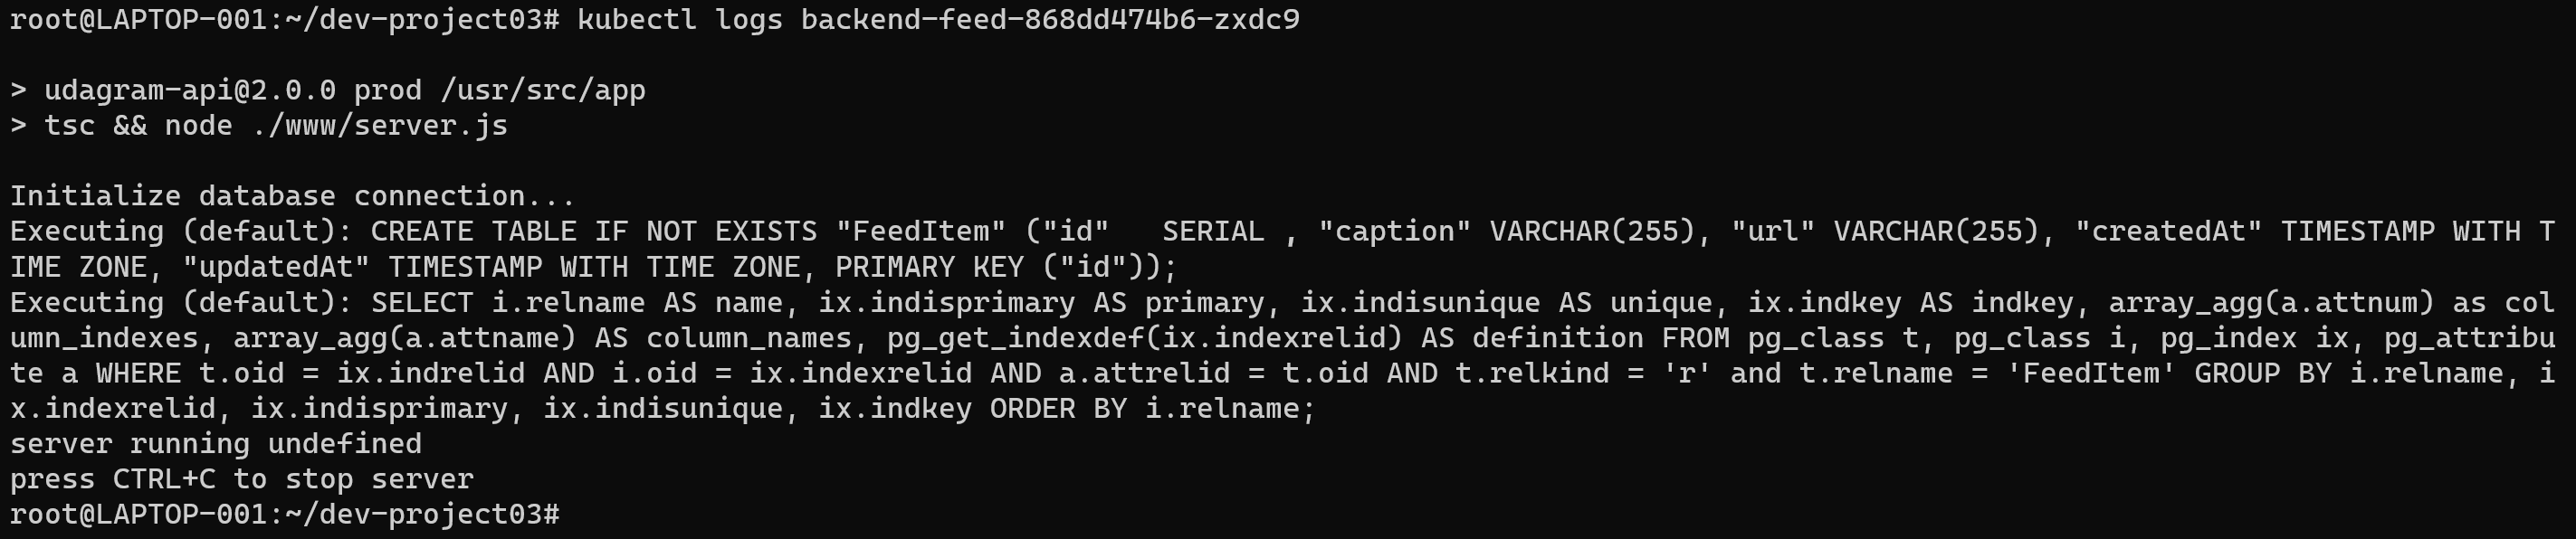 root@LAPTOP-001:~/dev-project03# kubectl logs backend-feed-868dd474b6-zxdc9
> udagram-api@2.0.0 prod /usr/src/app
> tsc && node ./www/server.js
Initialize database connection...
Executing (default): CREATE TABLE IF NOT EXISTS "FeedItem" ("id"   SERIAL , "caption" VARCHAR(255), "url" VARCHAR(255), "createdAt" TIMESTAMP WITH T
IME ZONE, "updatedAt" TIMESTAMP WITH TIME ZONE, PRIMARY KEY ("id"));
Executing (default): SELECT i.relname AS name, ix.indisprimary AS primary, ix.indisunique AS unique, ix.indkey AS indkey, array_agg(a.attnum) as col
umn_indexes, array_agg(a.attname) AS column_names, pg_get_indexdef(ix.indexrelid) AS definition FROM pg_class t, pg_class i, pg_index ix, pg_attribu
te a WHERE t.oid = ix.indrelid AND i.oid = ix.indexrelid AND a.attrelid = t.oid AND t.relkind = 'r' and t.relname = 'FeedItem' GROUP BY i.relname, i
x.indexrelid, ix.indisprimary, ix.indisunique, ix.indkey ORDER BY i.relname;
server running undefined
press CTRL+C to stop server
root@LAPTOP-001:~/dev-project03#